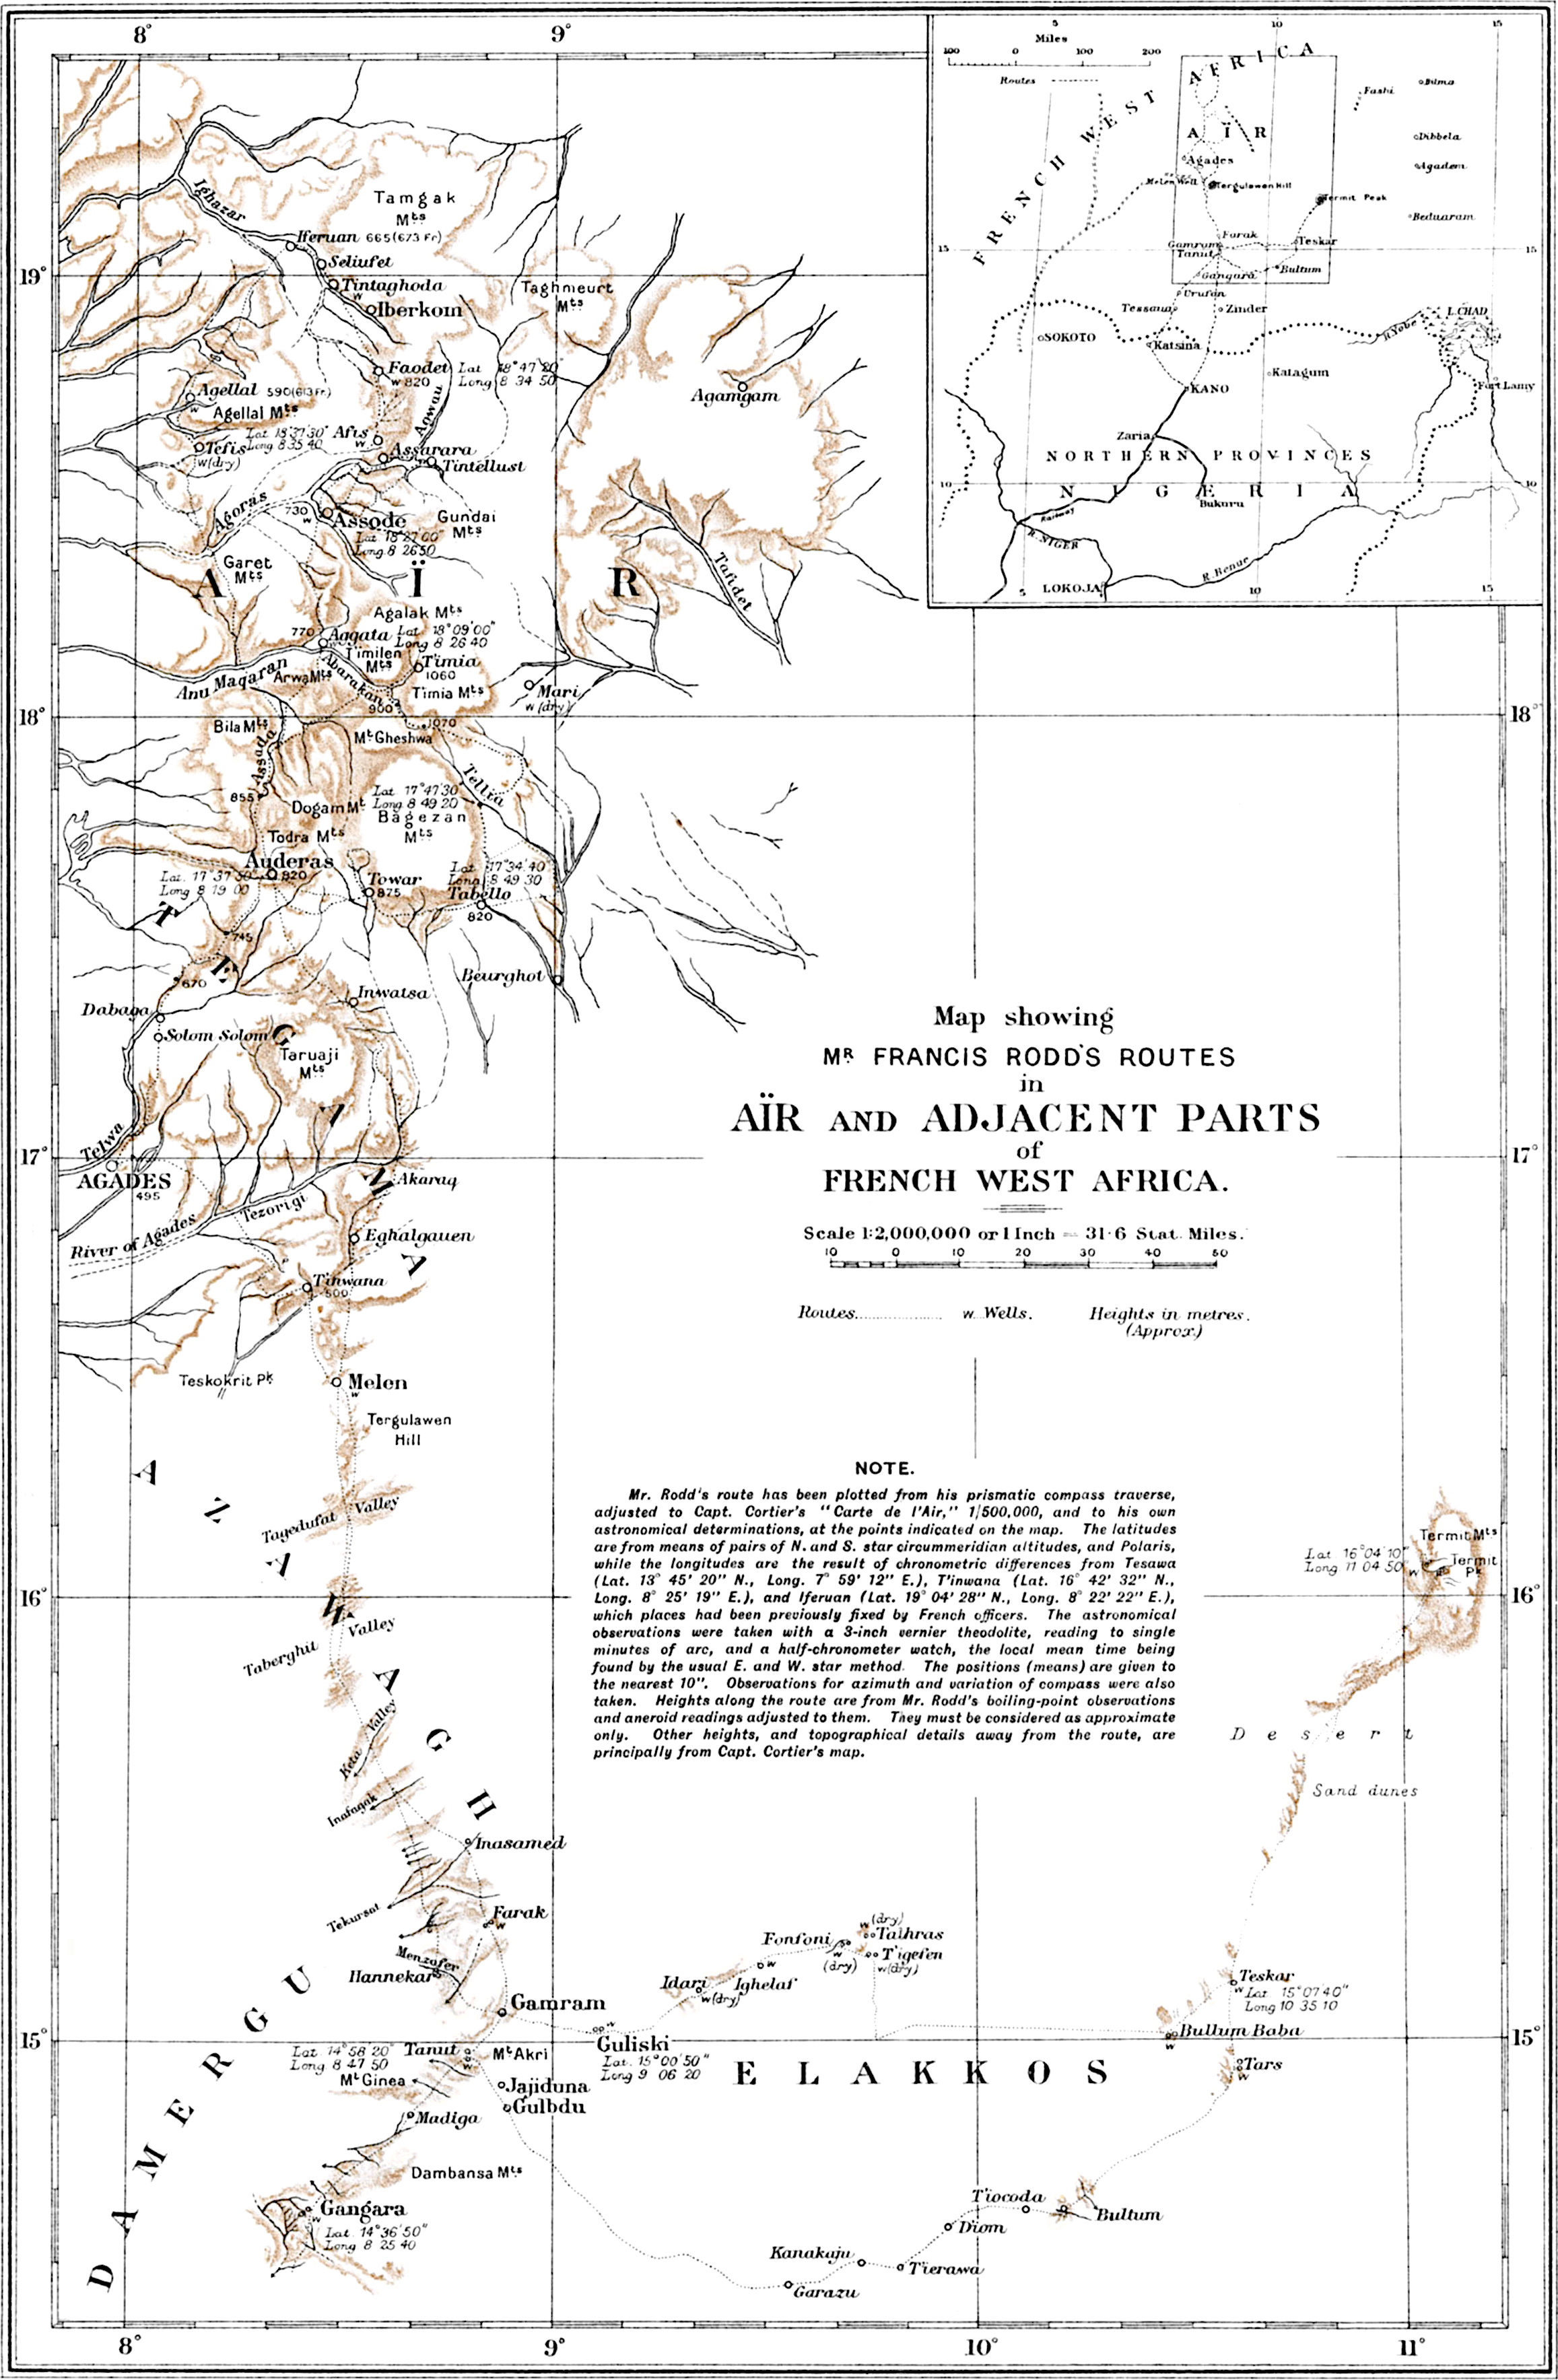 8°
9°
19°
Ighazar
Tamgak
Mts
Iferuan 665(673 Fr)
Seliufet
Tintaghoda
w
Iberkom
Taghmeurt
Mts
Faodet
w 820
Lat 18° 47' 20"
Long 8 34 50
Agellal 590(613 Fr.)
w
Agellal Mts
Lat. 18°37'30"
Long 8 35 40
Afis
w
Tefis
w(dry)
Aowau
Assarara
Tintellust
Agamgam
Agoras
730
w
Assode
Lat 18°27'00"
Long. 8 26 50
Gundai
Mts
Garet
Mts
AÏR
Tafidet
Agalak Mts
770
Aggata
Lat 18°09'00"
Long 8 26 40
Timilen
Mts
Timia
1060
Anu Maqaran
Arwa Mts
Abarakan
Timia Mts
900
Mari
w (dry)
18°
18°
Bila Mts
1070
Mt Gheshwa
Assada
Tellia
855
Dogam Mt
Lat 17°47'30"
Long. 8 49 20
Bāgezan
Mts
Todra Mts
Auderas
820
Lat. 17 37 50"
Long 8 19 00
Towar
875
Lat 17°34'40"
Long 8 49 30
Tabello
820
745
670
Beurghot
Dabaga
Inwatsa
Solom Solom
Taruaji
Mts
TEGAMA
Telwa
17°
17°
AGADES
495
Akaraq
River of Agades
Tezorigi
Eghalgauen
Tinwana
500
Teskokrit Pk
Melen
w
Tergulawen
Hill
Tagedufat Valley
AZAWAGH
16°
16°
Taberghit Valley
Keta Valley
Inafagak
Inasamed
Tekursat
Farak
w
Menzafer
Hannekar
Gamram
15°
15°
Lat 14°58'20"
Long 8 47 50
Tanut
w
Mt Akri
Mt Ginea
Jajiduna
Gulbdu
Madiga
Dambansa Mts
Gangara
w
Lat. 14°36'50"
Long 8 25 40
DAMERGU
Idari
w(dry)
Ighelaf
w
Fonfoni
w
(dry)
w(dry)
Talhras
Tigefen
w(dry)
w
Guliski
Lat. 15°00'50"
Long 9 06 20
ELAKKOS
Termit Mts
Lat 16°04'10"
Long 11 04 50
w
Termit
Pk
Desert
Sand dunes
Teskar
w
Lat. 15°07'40"
Long 10 35 10
Bullum Baba
w
Tars
w
Tiocoda
Bultum
Diom
Kanakaju
Tierawa
Garazu
8°
9°
10°
11°
Map showing
MR FRANCIS RODD'S ROUTES
in
AÏR AND ADJACENT PARTS
of
FRENCH WEST AFRICA.
Scale 1:2,000,000 or 1 Inch = 31·6 Stat. Miles.
10 0 10 20 30 40 50
Routes.................. w. Wells. Heights in metres.
(Approx.)
NOTE.
Mr. Rodd's route has been plotted from his prismatic compass traverse,
adjusted to Capt. Cortier's "Carte de l'Air," 1/500,000, and to his own
astronomical determinations, at the points indicated on the map. The latitudes
are from means of pairs of N. and S. star circummeridian altitudes, and Polaris,
while the longitudes are the result of chronometric differences from Tesawa
(Lat. 13° 45' 20" N., Long. 7° 59' 12" E.), T'inwana (Lat. 16° 42' 32" N.,
Long. 8° 25' 19" E.), and Iferuan (Lat. 19° 04' 28" N., Long. 8° 22' 22" E.),
which places had been previously fixed by French officers. The astronomical
observations were taken with a 3-inch vernier theodolite, reading to single
minutes of arc, and a half-chronometer watch, the local mean time being
found by the usual E. and W. star method. The positions (means) are given to
the nearest 10". Observations for azimuth and variation of compass were also
taken. Heights along the route are from Mr. Rodd's boiling-point observations
and aneroid readings adjusted to them. They must be considered as approximate
only. Other heights, and topographical details away from the route, are
principally from Capt. Cortier's map.
5
10
15
Miles
100 0 100 200
Routes
FRENCH WEST AFRICA
AÏR
Fashi
Bilma
Dibbela
Agadem
Agades
Melen Well
Tergulawen Hill
Termit Peak
Beduaram
15
15
Farak
Gamram
Tanut
Teskar
Gangara
Bultum
Urufan
Tessaua
Zinder
SOKOTO
Katsina
R. Yobe
L. CHAD
Katagum
Fort Lamy
KANO
Zaria
NORTHERN PROVINCES
10
10
NIGERIA
Bukuru
Railway
R. NIGER
R. Benue
LOKOJA
5
10
15